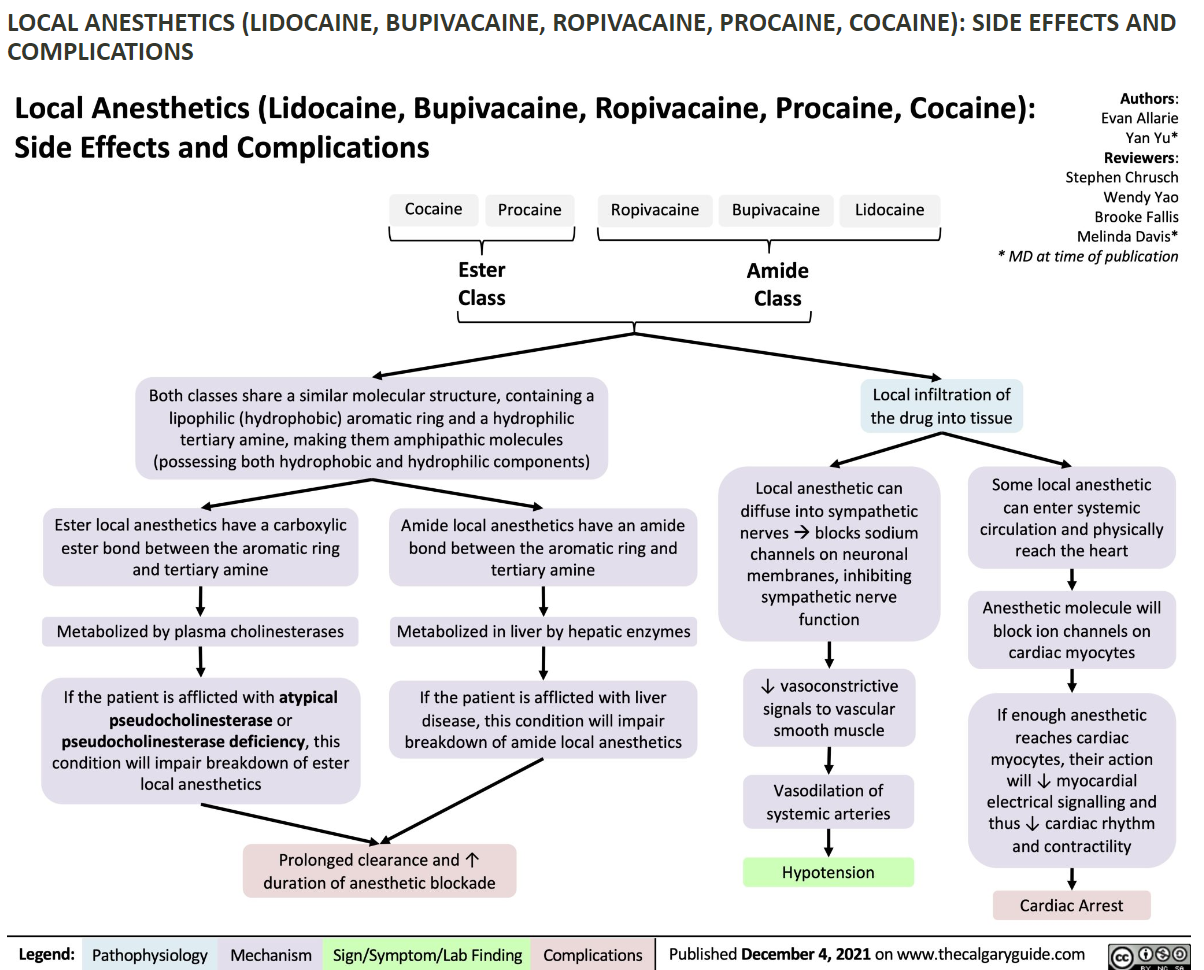 LOCAL ANESTHETICS (LIDOCAINE, BUPIVACAINE, ROPIVACAINE, PROCAINE, COCAINE): SIDE EFFECTS AND
COMPLICATIONS
Local Anesthetics (Lidocaine, Bupivacaine, Ropivacaine, Procaine, Cocaine):
Side Effects and Complications
Authors:
Evan Allarie
Yan Yu*
Reviewers:
Stephen Chrusch
Wendy Yao
Brooke Fallis
Melinda Davis*
* MD at time of publication
Cocaine
Procaine
Ropivacaine
Bupivacaine
Lidocaine
Ester
Class
Amide
Class
Both classes share a similar molecular structure, containing a
lipophilic (hydrophobic) aromatic ring and a hydrophilic
tertiary amine, making them amphipathic molecules
(possessing both hydrophobic and hydrophilic components)
Ester local anesthetics have a carboxylic
ester bond between the aromatic ring
and tertiary amine
Metabolized by plasma cholinesterases
If the patient is afflicted with atypical
pseudocholinesterase or
pseudocholinesterase deficiency, this
condition will impair breakdown of ester
local anesthetics
Amide local anesthetics have an amide
bond between the aromatic ring and
tertiary amine
Metabolized in liver by hepatic enzymes
If the patient is afflicted with liver
disease, this condition will impair
breakdown of amide local anesthetics
Prolonged clearance and ↑
duration of anesthetic blockade
Local infiltration of
the drug into tissue
Local anesthetic can
diffuse into sympathetic
nerves → blocks sodium
channels on neuronal
membranes, inhibiting
sympathetic nerve
function
↓ vasoconstrictive
signals to vascular
smooth muscle
Vasodilation of
systemic arteries
Hypotension
Some local anesthetic
can enter systemic
circulation and physically
reach the heart
Anesthetic molecule will
block ion channels on
cardiac myocytes
If enough anesthetic
reaches cardiac
myocytes, their action
will ↓ myocardial
electrical signalling and
thus ↓ cardiac rhythm
and contractility
Cardiac Arrest
Legend:
Pathophysiology
Mechanism
Sign/Symptom/Lab Finding
Complications
Published December 4, 2021 on www.thecalgaryguide.com
cc
BY NC SA